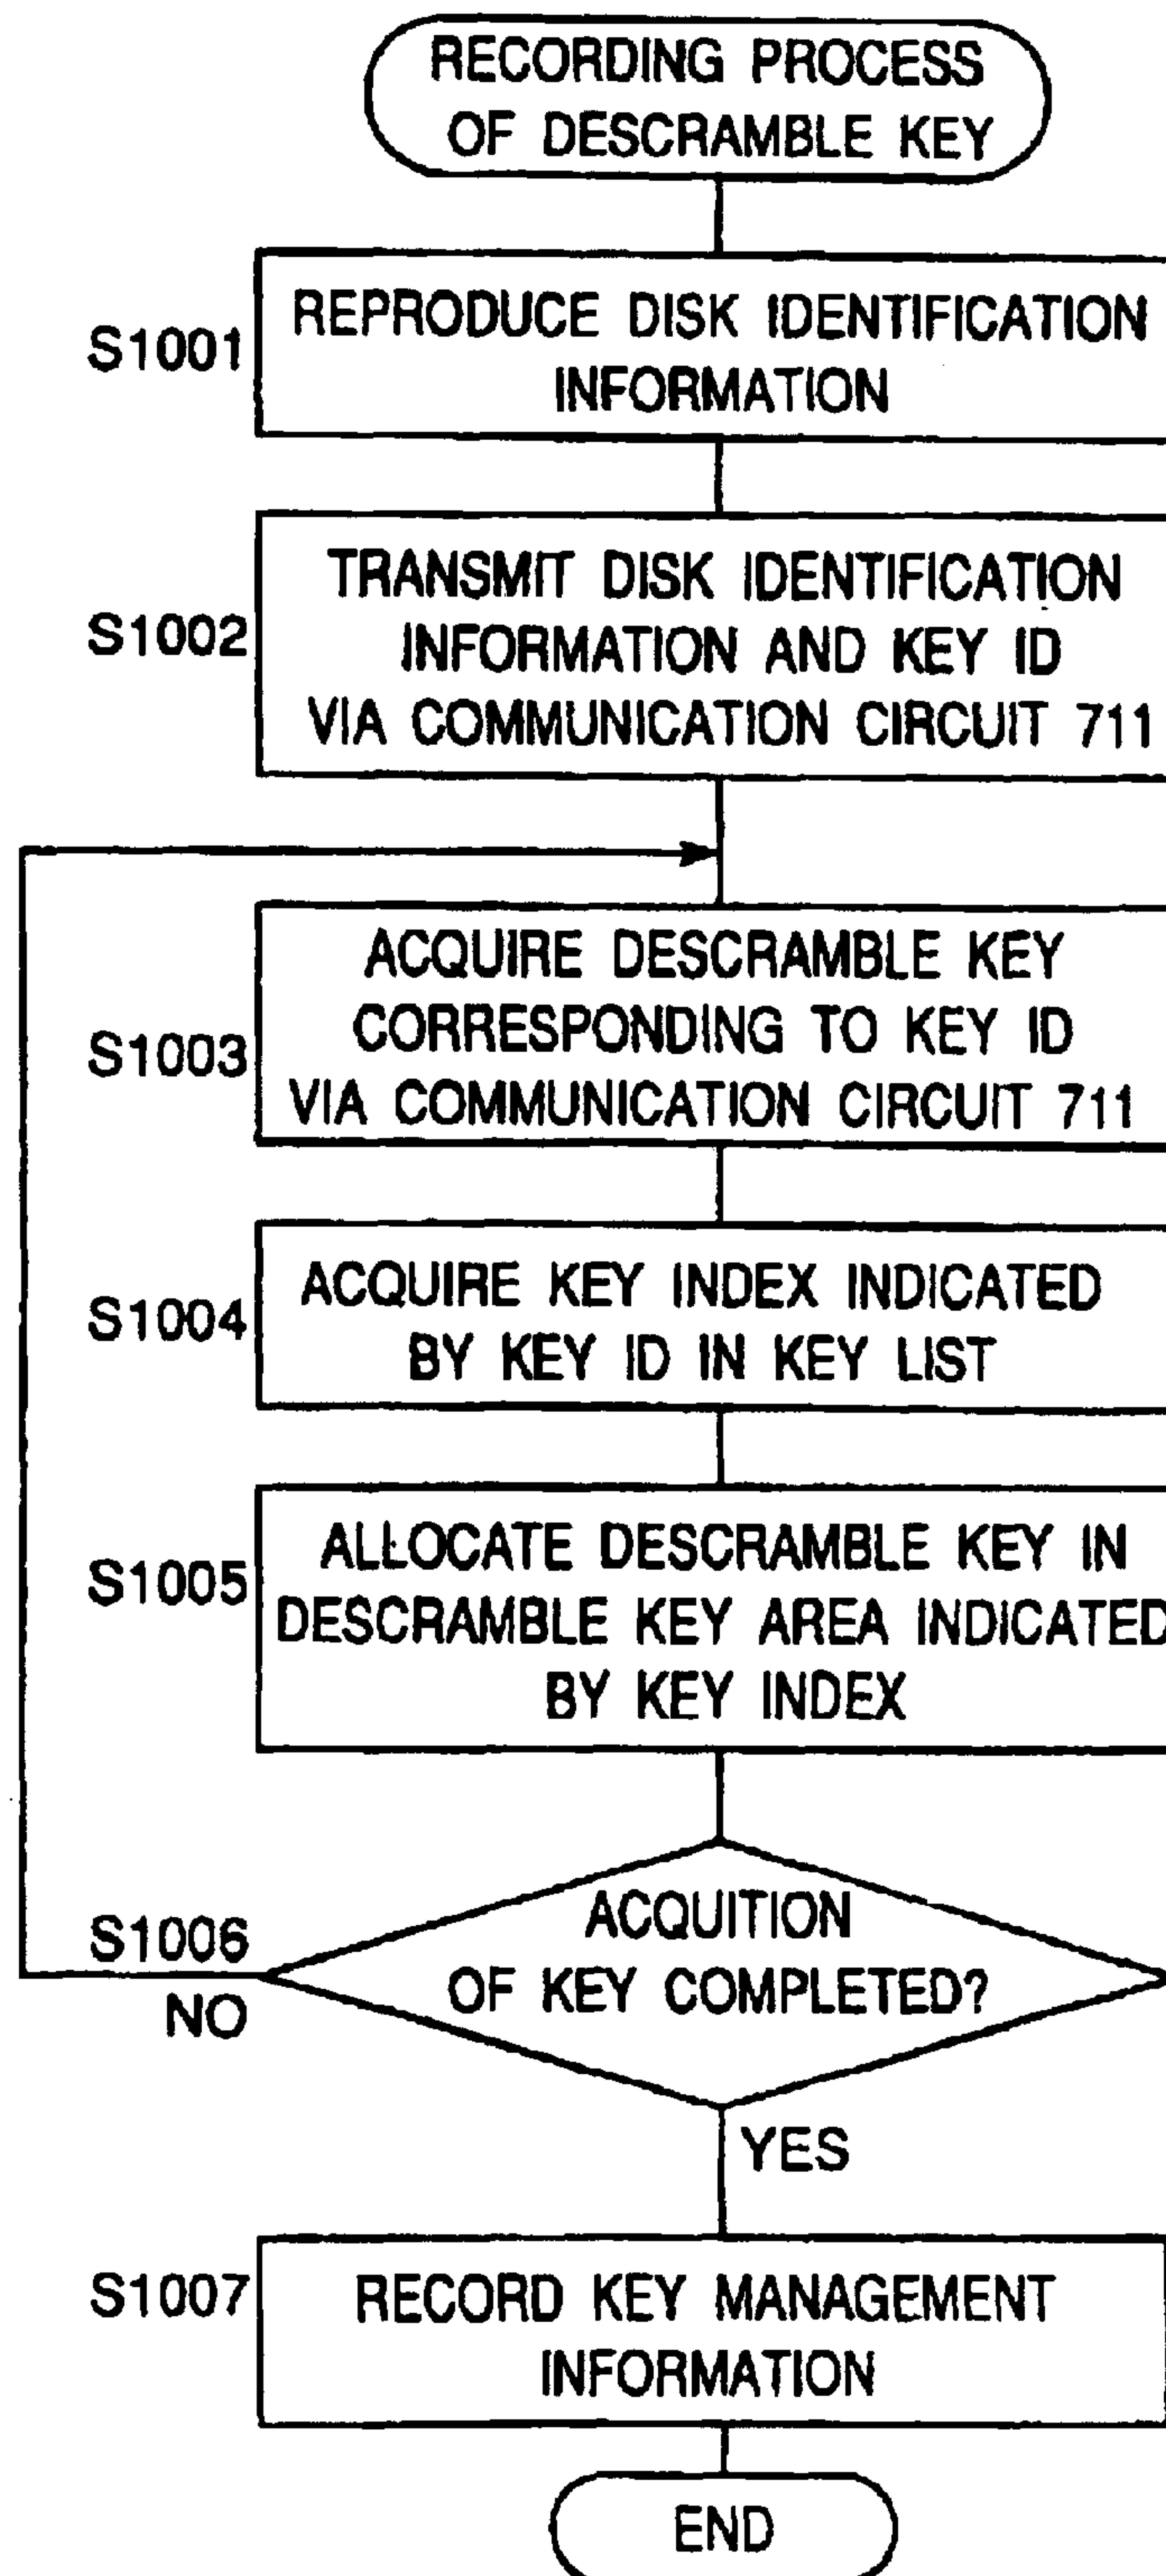 RECORDING PROCESS
OF DESCRAMBLE KEY
S1001
REPRODUCE DISK IDENTIFICATION
INFORMATION
S1002
TRANSMIT DISK IDENTIFICATION
INFORMATION AND KEY ID
VIA COMMUNICATION CIRCUIT 711
S1003
ACQUIRE DESCRAMBLE KEY
CORRESPONDING TO KEY ID
VIA COMMUNICATION CIRCUIT 711
S1004
ACQUIRE KEY INDEX INDICATED
BY KEY ID IN KEY LIST
S1005
ALLOCATE DESCRAMBLE KEY IN
DESCRAMBLE KEY AREA INDICATED
BY KEY INDEX
S1006
ACQUITION
OF KEY COMPLETED?
NO
YES
S1007
RECORD KEY MANAGEMENT
INFORMATION
END